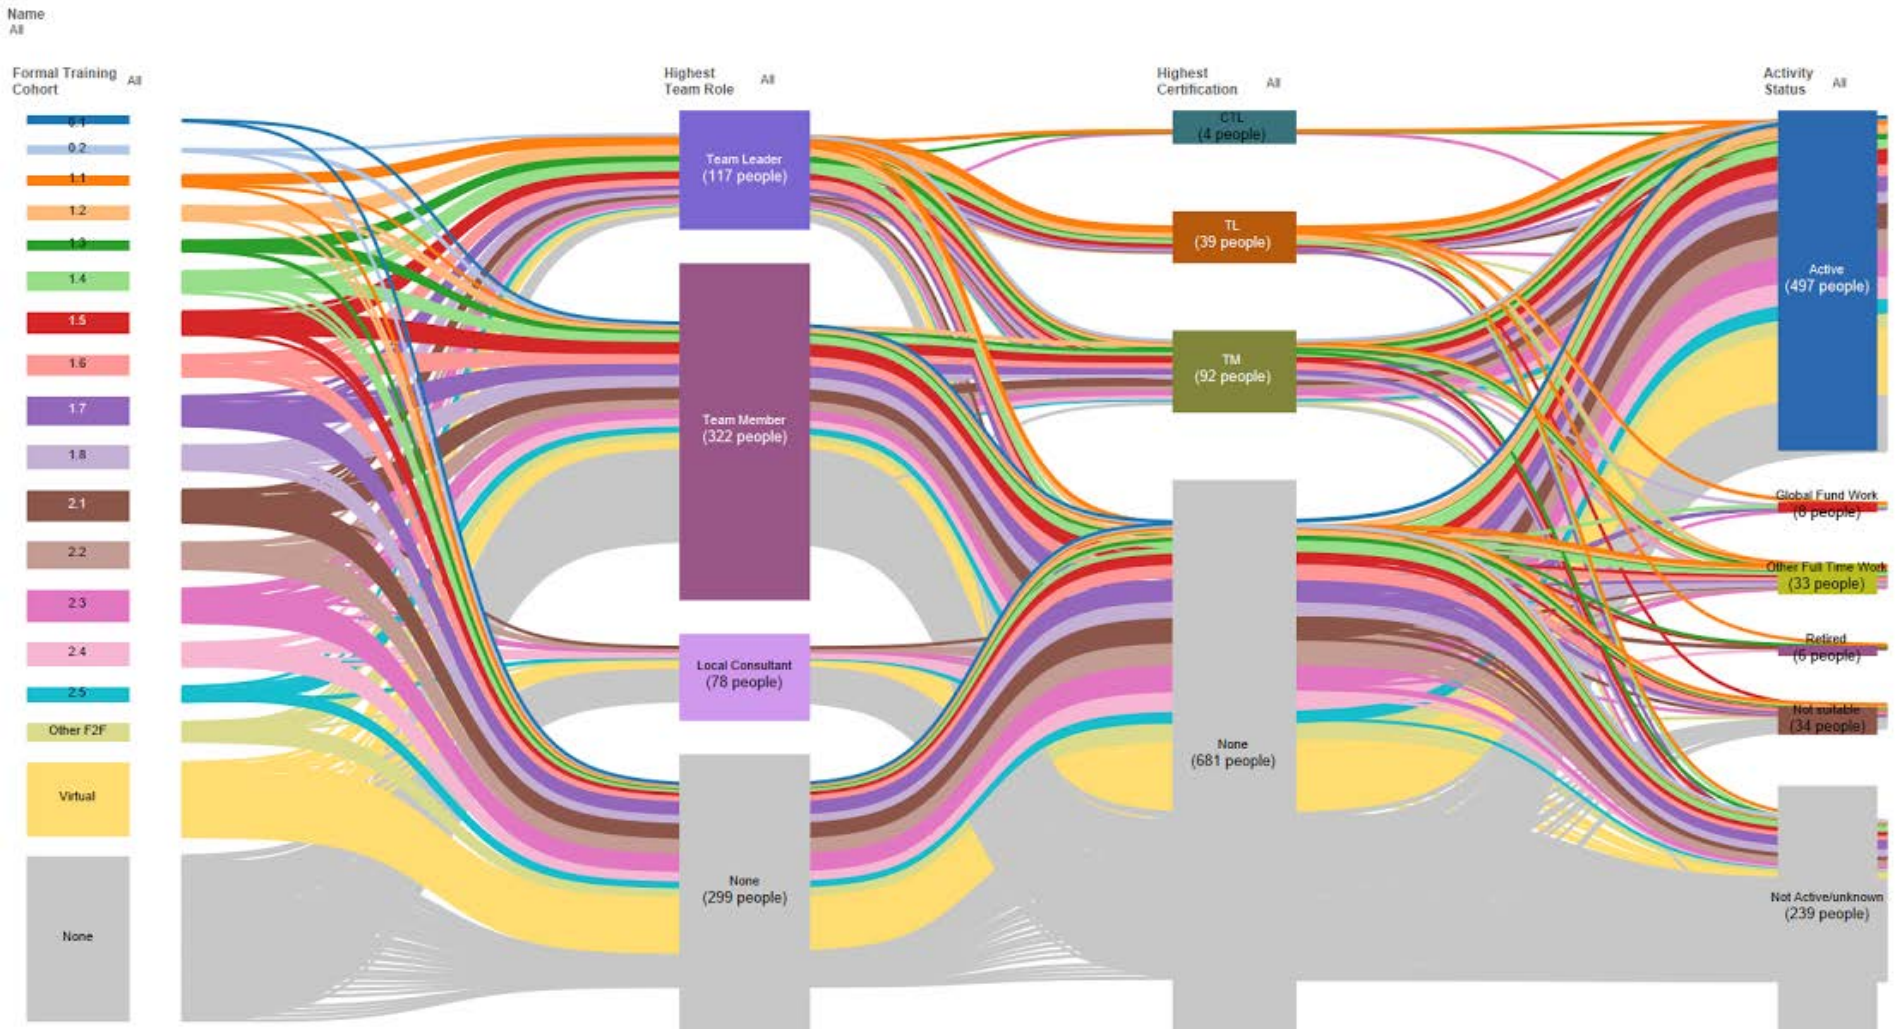 Name
All
Formal Training
Cohort
All
Highest
Team Role
All
Highest
Certification
All
Activity
Status
All
0.1
0.2
1.1
1.2
1.3
1.4
1.5
1.6
1.7
1.8
2.1
2.2
2.3
2.4
2.5
Other F2F
Virtual
None
Team Leader
(117 people)
Team Member
(322 people)
Local Consultant
(78 people)
None
(299 people)
CTL
(4 people)
TL
(39 people)
TM
(92 people)
None
(681 people)
Active
(497 people)
Global Fund Work
(8 people)
Other Full Time Work
(33 people)
Retired
(6 people)
Not suitable
(34 people)
Not Active/unknown
(239 people)